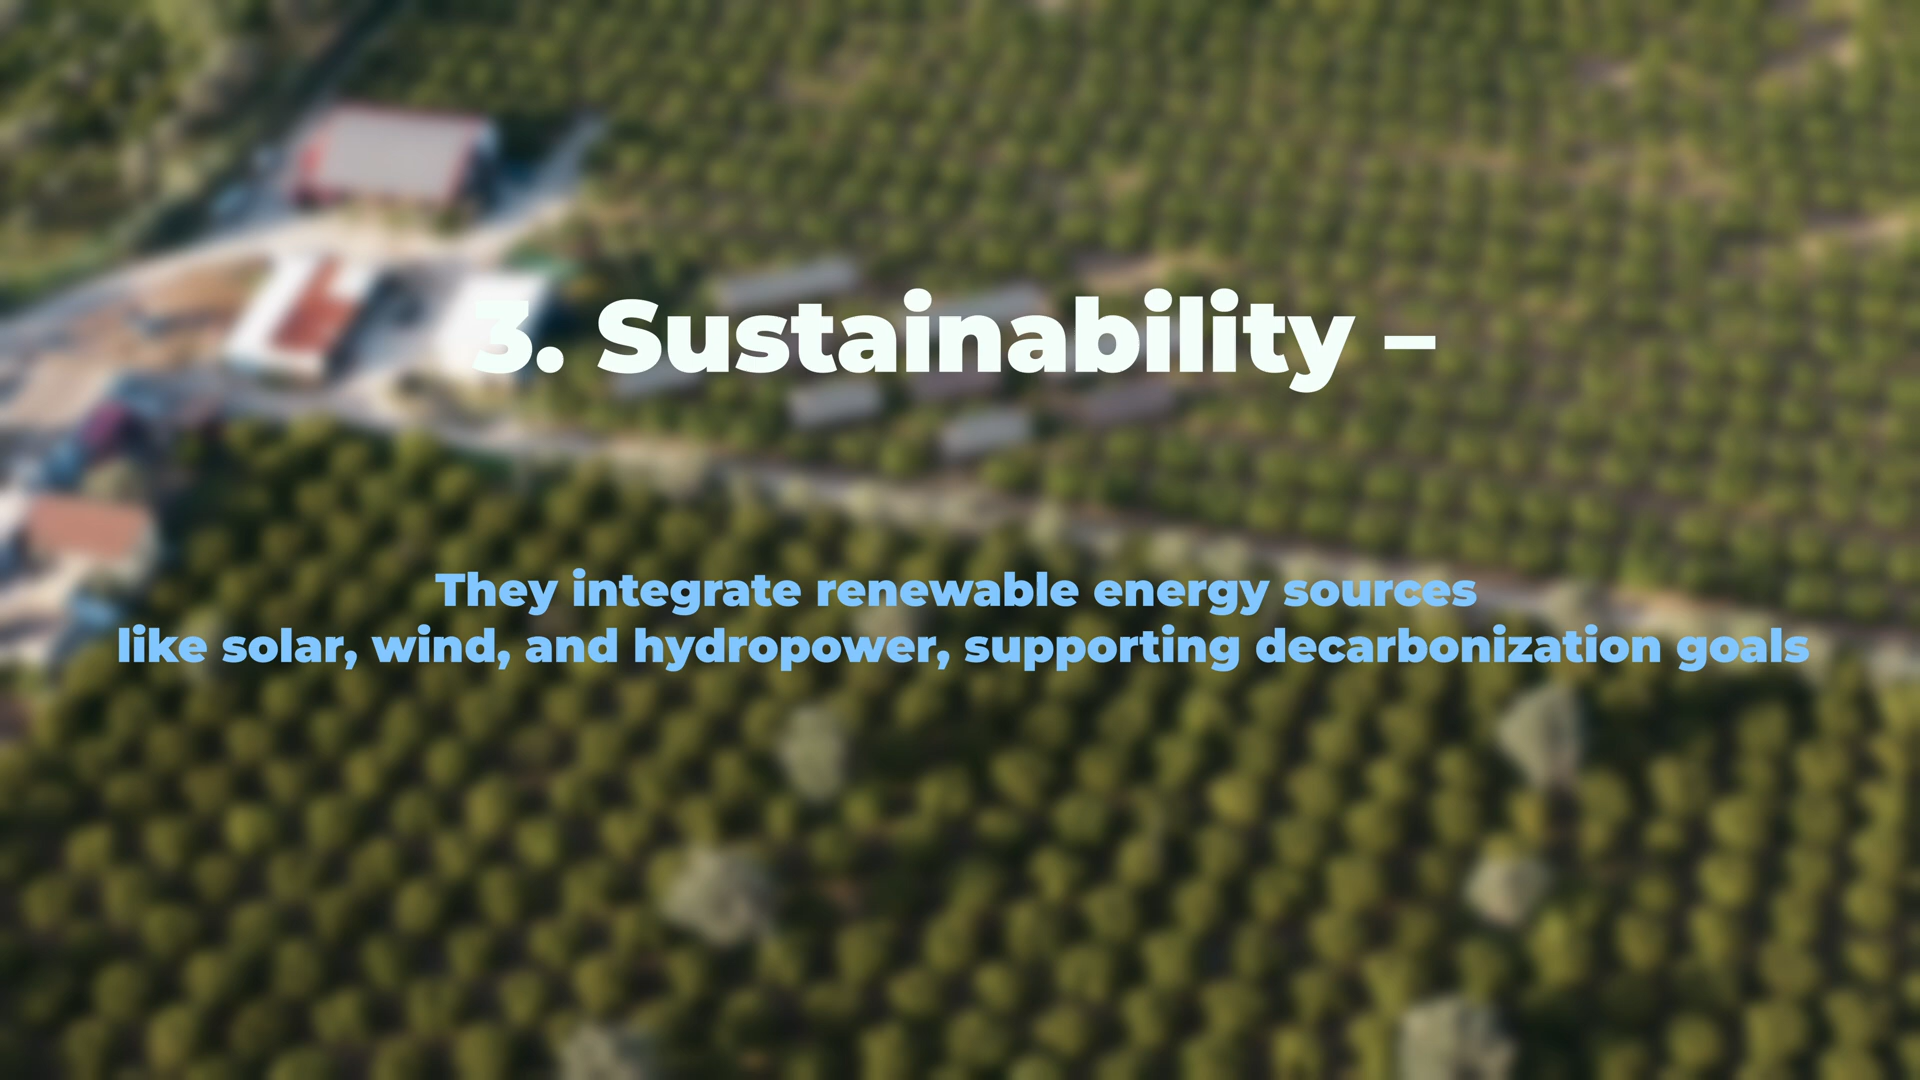 3. Sustainability –
They integrate renewable energy sources
like solar, wind, and hydropower, supporting decarbonization goals